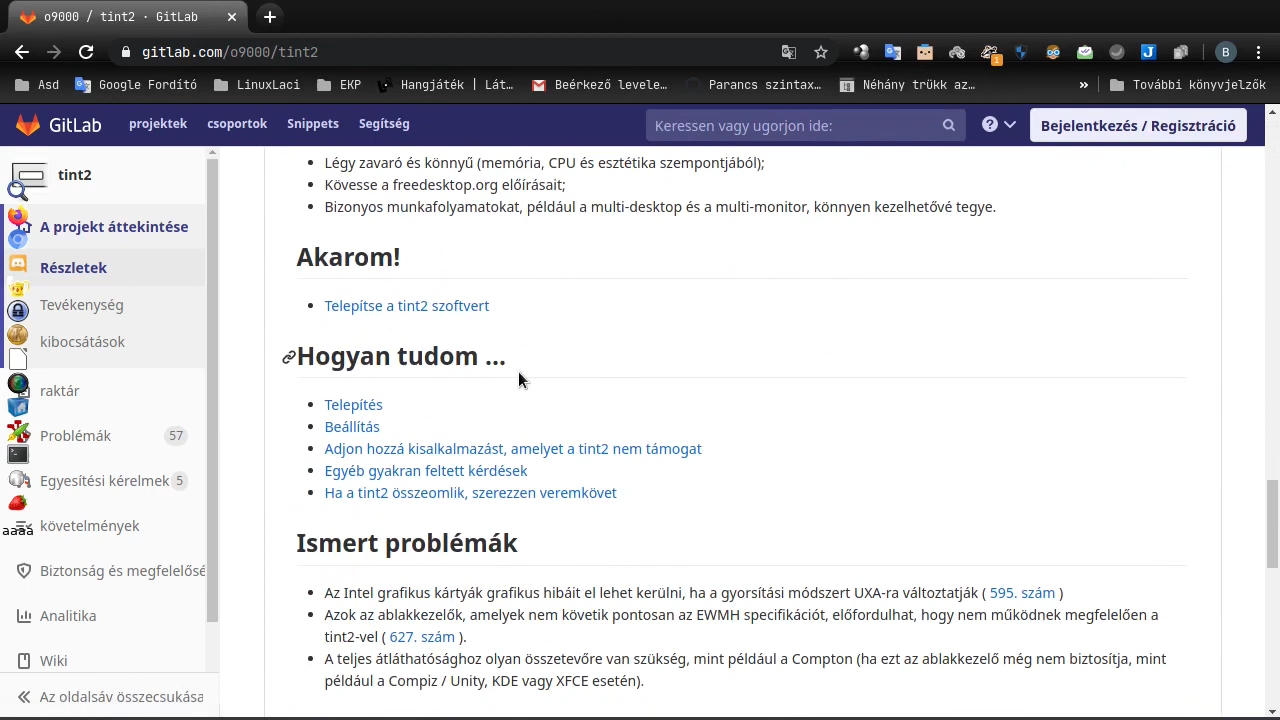 o9000 / tint2 · GitLab
gitlab.com/o9000/tint2
1
B
Asd
Google Fordító
LinuxLaci
EKP
Hangjáték | Lát…
Beérkező levele…
Parancs szintax…
Néhány trükk az…
»
További könyvjelzők
GitLab
projektek
csoportok
Snippets
Segítség
Keressen vagy ugorjon ide:
Bejelentkezés / Regisztráció
tint2
A projekt áttekintése
Részletek
Tevékenység
kibocsátások
raktár
Problémák 57
Egyesítési kérelmek 5
aaaa
követelmények
Biztonság és megfelelősé
Analitika
Wiki
Az oldalsáv összecsukása
Légy zavaró és könnyű (memória, CPU és esztétika szempontjából);
Kövesse a freedesktop.org előírásait;
Bizonyos munkafolyamatokat, például a multi-desktop és a multi-monitor, könnyen kezelhetővé tegye.
Akarom!
Telepítse a tint2 szoftvert
Hogyan tudom ...
Telepítés
Beállítás
Adjon hozzá kisalkalmazást, amelyet a tint2 nem támogat
Egyéb gyakran feltett kérdések
Ha a tint2 összeomlik, szerezzen veremkövet
Ismert problémák
Az Intel grafikus kártyák grafikus hibáit el lehet kerülni, ha a gyorsítási módszert UXA-ra változtatják ( 595. szám )
Azok az ablakkezelők, amelyek nem követik pontosan az EWMH specifikációt, előfordulhat, hogy nem működnek megfelelően a
tint2-vel ( 627. szám ).
A teljes átláthatósághoz olyan összetevőre van szükség, mint például a Compton (ha ezt az ablakkezelő még nem biztosítja, mint
például a Compiz / Unity, KDE vagy XFCE esetén).